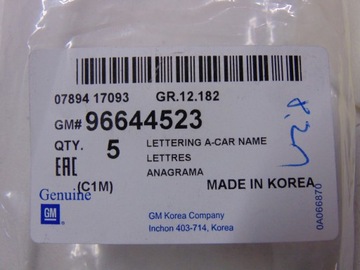 07894 17093 GR.12.182
GM# 96644523
QTY. 5 LETTERING A-CAR NAME
LETTRES
EAC ANAGRAMA
(C1M) MADE IN KOREA
Genuine
GM
GM Korea Company
Inchon 403-714, Korea
0A066870